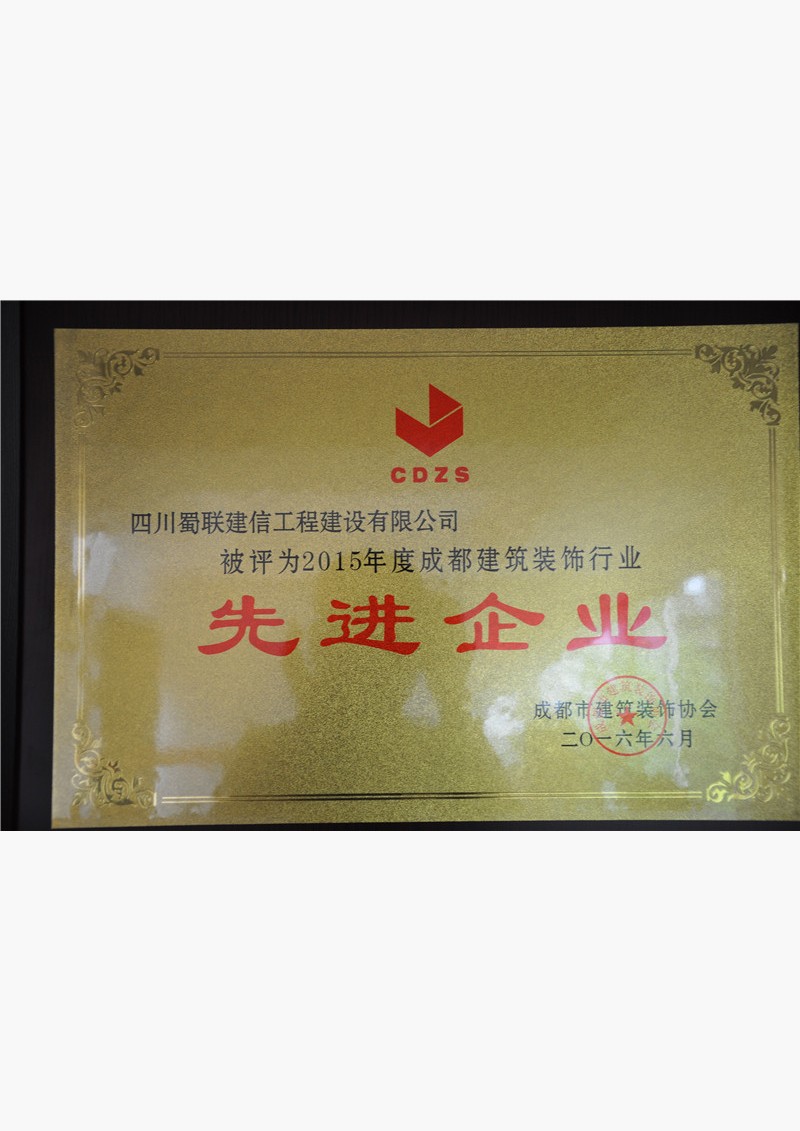 CDZS
四川蜀联建信工程建设有限公司
被评为2015年度成都建筑装饰行业
先进企业
成都市建筑装饰协会
二〇一六年六月